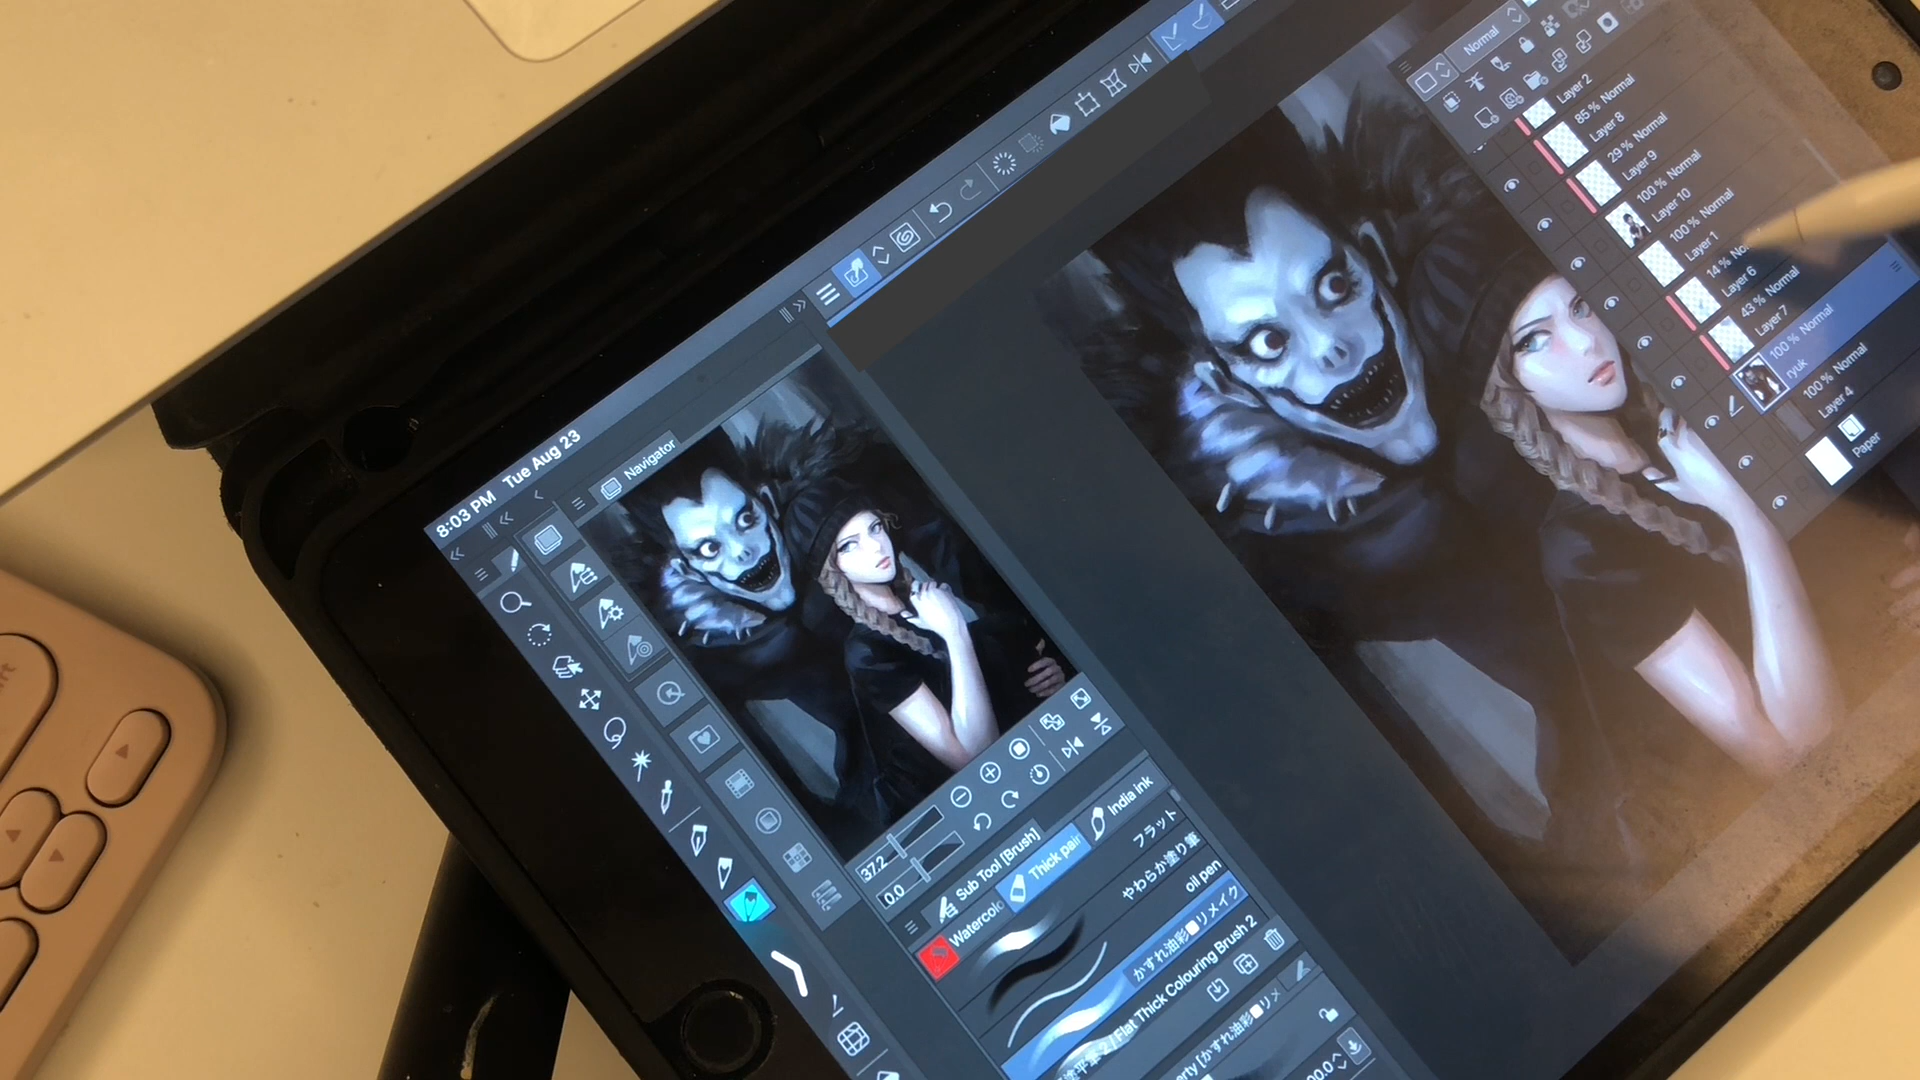 8:03 PM Tue Aug 23
Navigator
37.2
0.0
Sub Tool [Brush]
Thick pai
India ink
フラット
やわらか塗り筆
oil pen
かすれ油彩■リメイク
Flat Thick Colouring Brush 2
Normal
Layer 2
85 % Normal
Layer 8
29 % Normal
Layer 9
100 % Normal
Layer 10
100 % Normal
Layer 1
14 % No
Layer 6
43 % Normal
Layer 7
100 % Normal
ryuk
100 % Normal
Layer 4
Paper